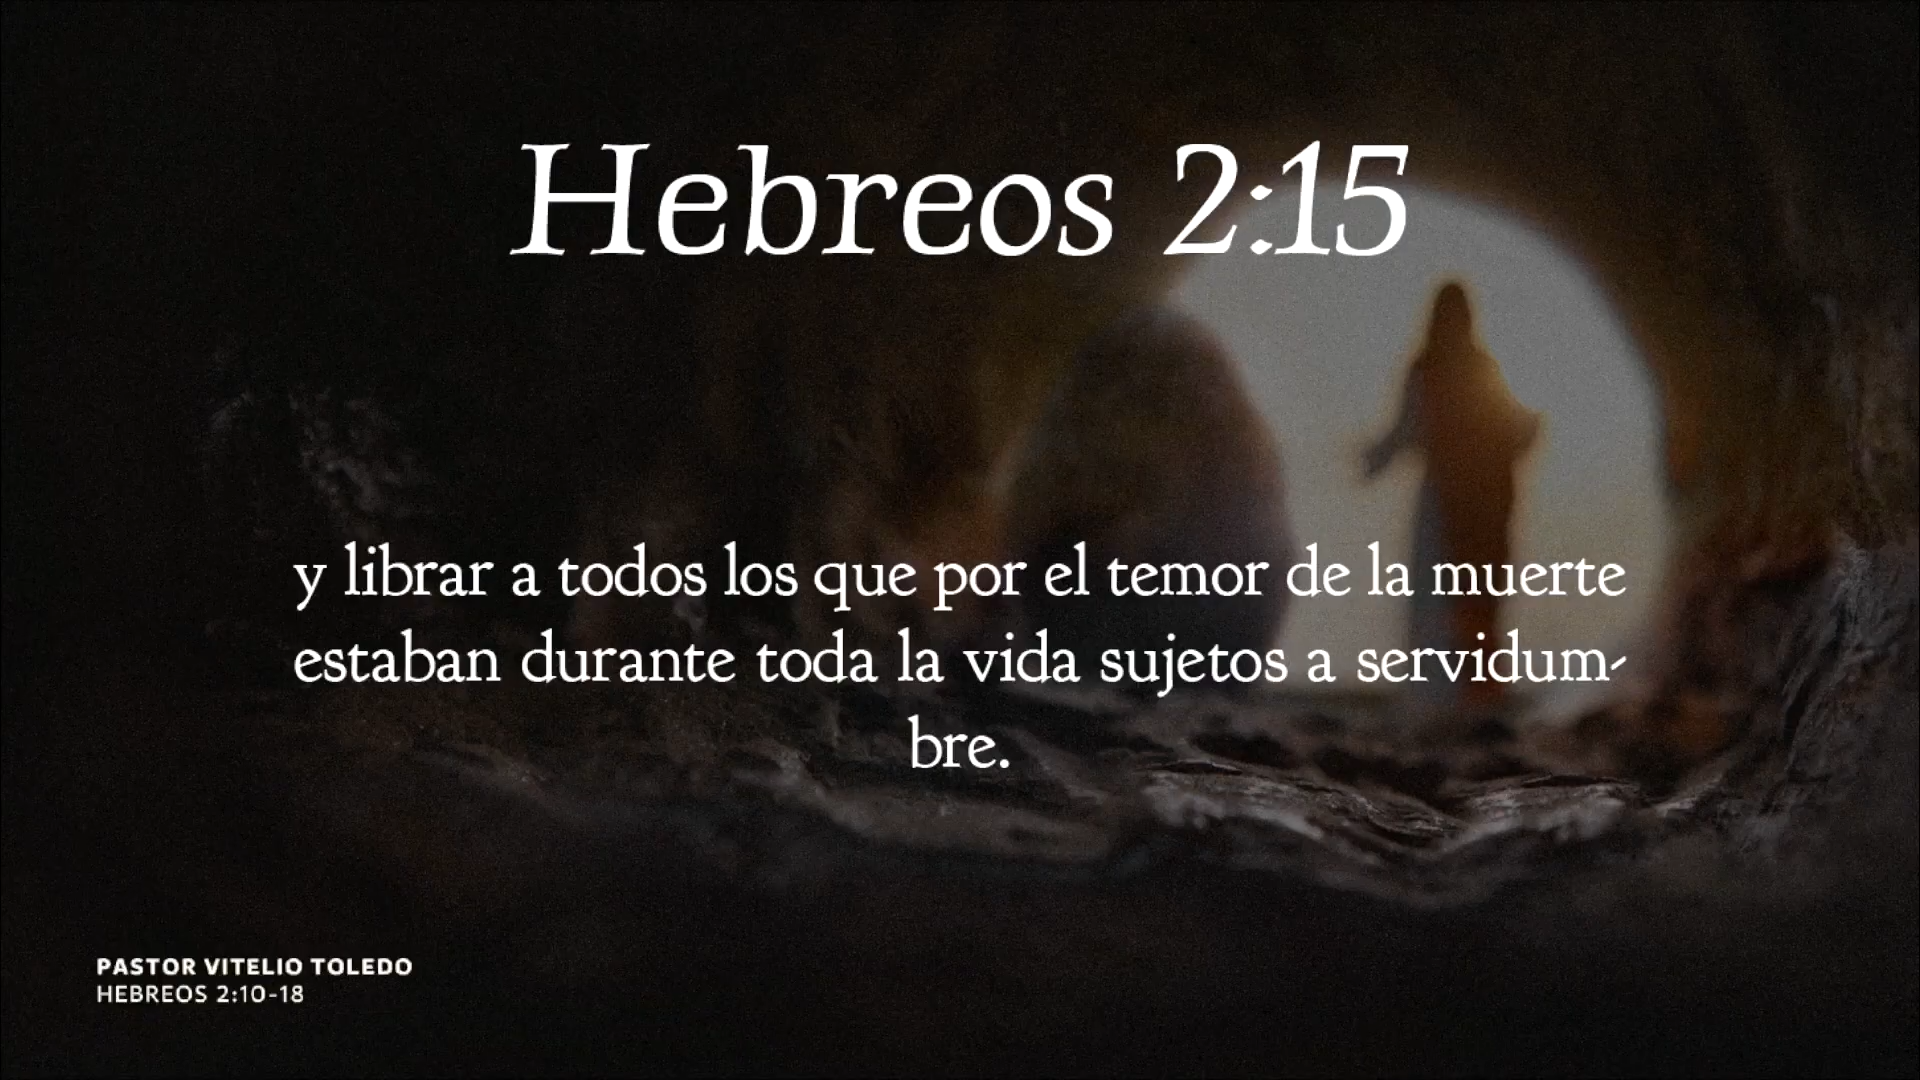 Hebreos 2:15
y librar a todos los que por el temor de la muerte
estaban durante toda la vida sujetos a servidum-
bre.
PASTOR VITELIO TOLEDO
HEBREOS 2:10-18